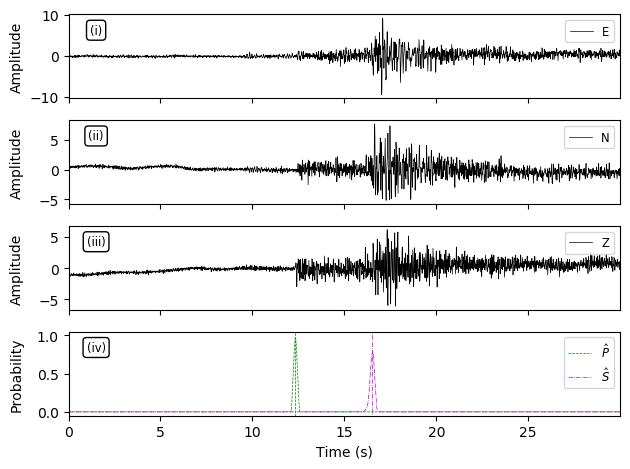 (i)
E
10
0
−10
Amplitude
(ii)
N
5
0
−5
Amplitude
(iii)
Z
5
0
−5
Amplitude
(iv)
P̂
Ŝ
1.0
0.5
0.0
Probability
0 5 10 15 20 25
Time (s)